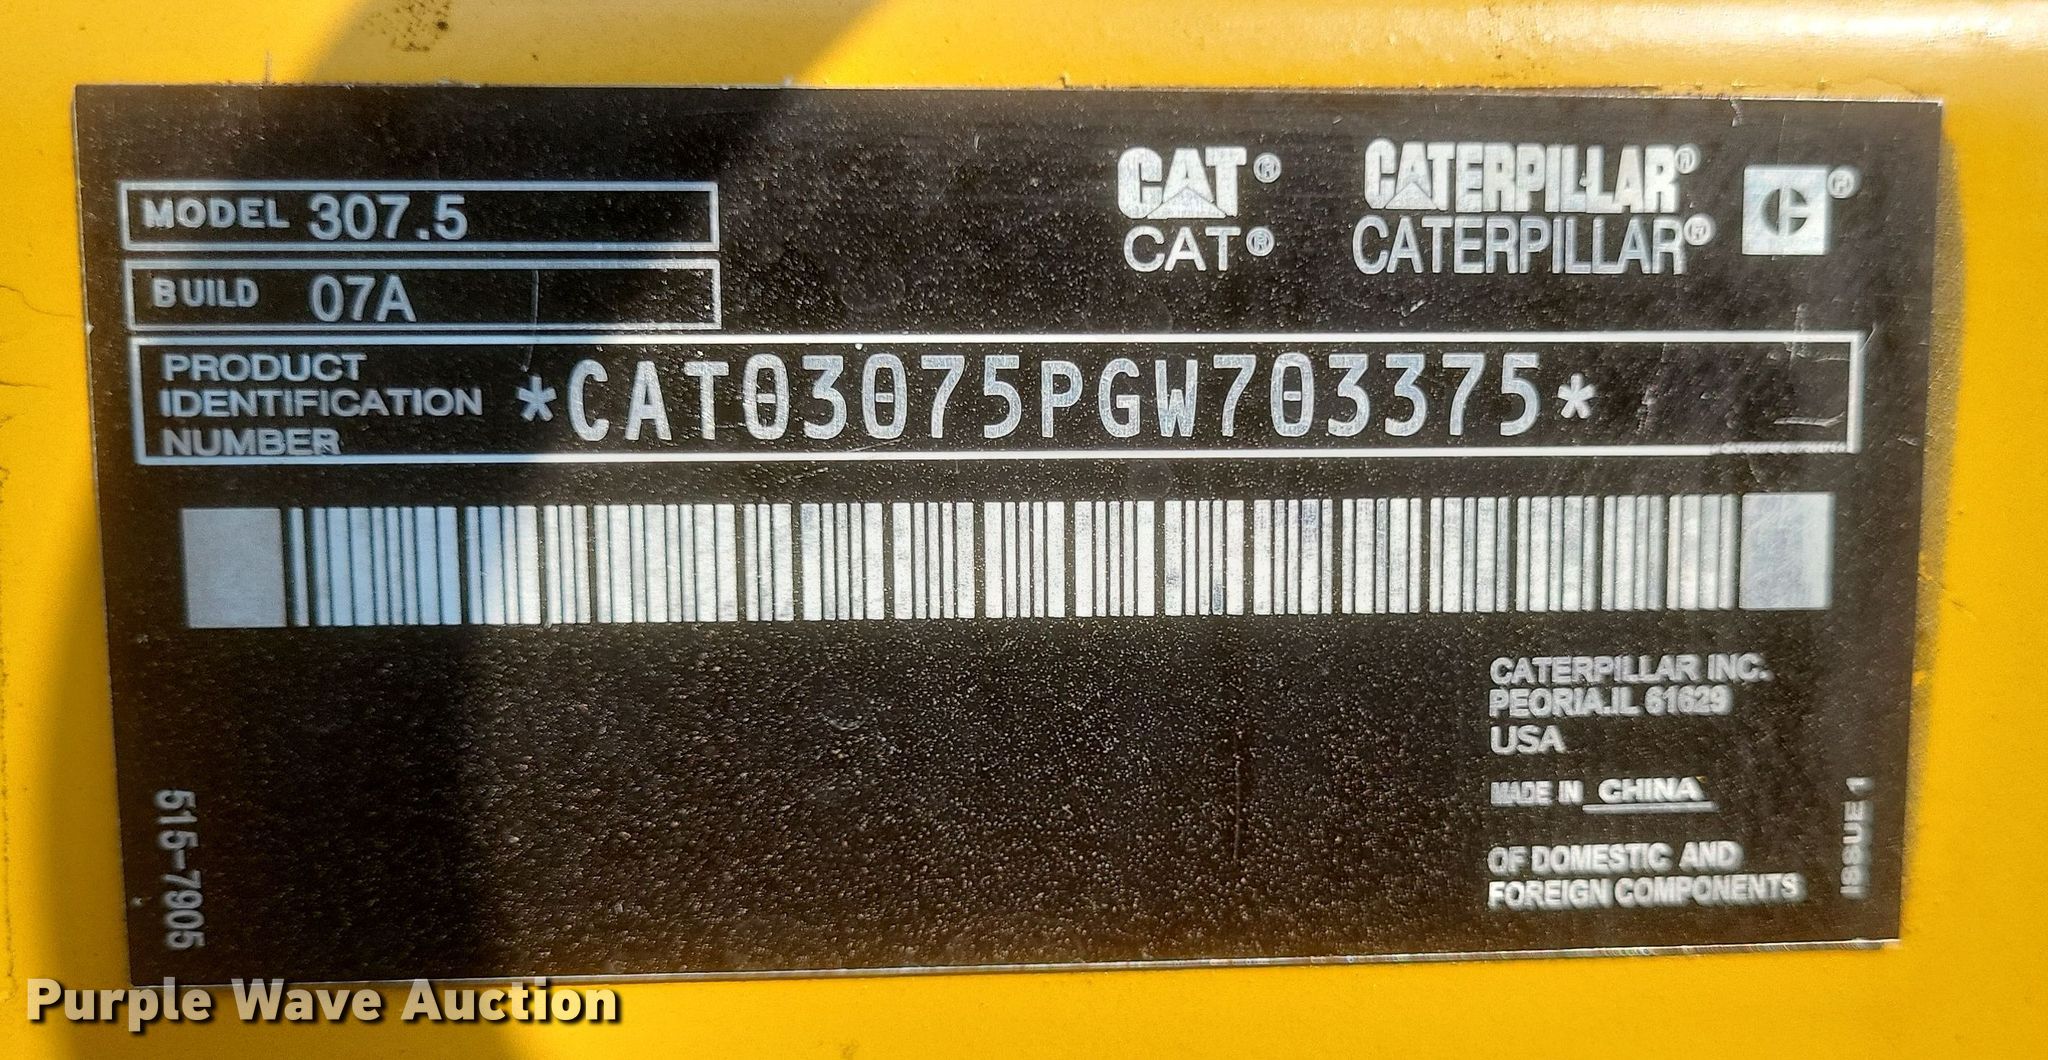 MODEL 307.5
BUILD 07A
CAT® CATERPILLAR® C®
CAT® CATERPILLAR®
PRODUCT
IDENTIFICATION
NUMBER
*CAT03075PGW703375*
CATERPILLAR INC.
PEORIA.IL 61629
USA
MADE IN CHINA
OF DOMESTIC AND
FOREIGN COMPONENTS
ISSUE 1
515-7905
Purple Wave Auction